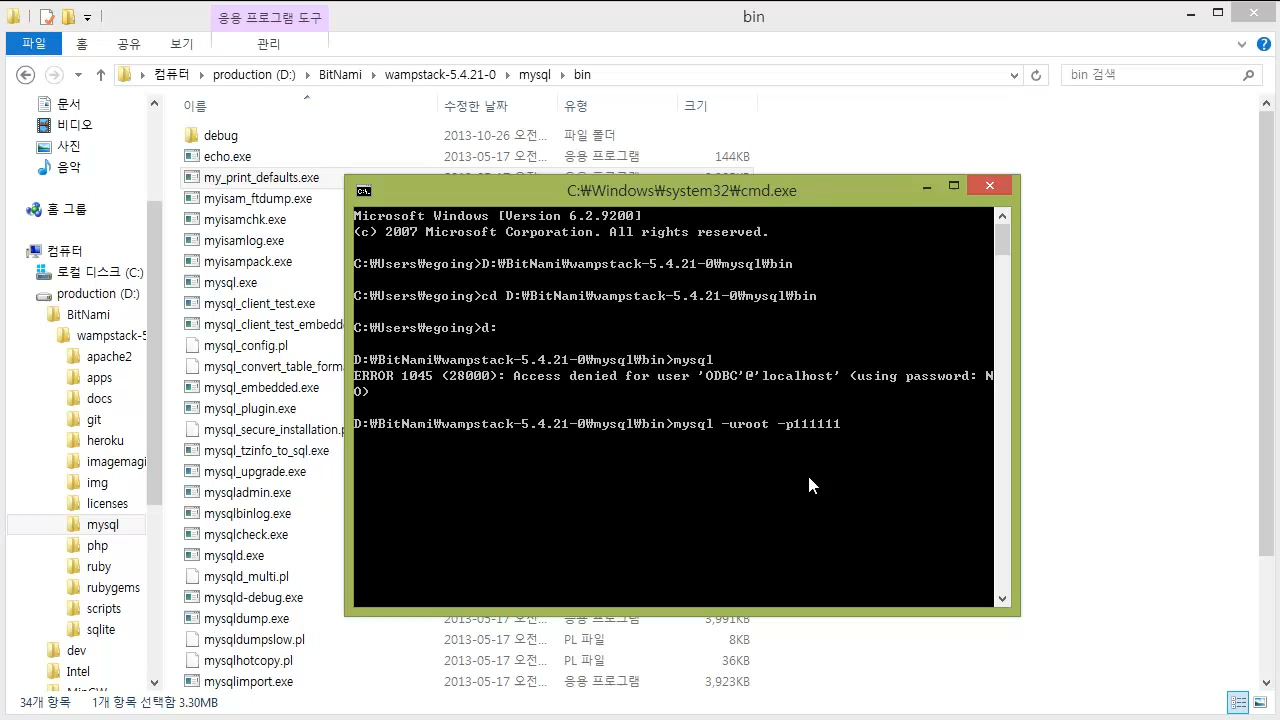 응용 프로그램 도구
bin
파일
홈
공유
보기
관리
컴퓨터
production (D:)
BitNami
wampstack-5.4.21-0
mysql
bin
bin 검색
문서
비디오
사진
음악
홈 그룹
컴퓨터
로컬 디스크 (C:)
production (D:)
BitNami
wampstack-5
apache2
apps
docs
git
heroku
imagemagi
img
licenses
mysql
php
ruby
rubygems
scripts
sqlite
dev
Intel
MinGW
이름 수정한 날짜 유형 크기
debug 2013-10-26 오전... 파일 폴더
echo.exe 2013-05-17 오전... 응용 프로그램 144KB
my_print_defaults.exe
myisam_ftdump.exe
myisamchk.exe
myisamlog.exe
myisampack.exe
mysql.exe
mysql_client_test.exe
mysql_client_test_embedd
mysql_config.pl
mysql_convert_table_form
mysql_embedded.exe
mysql_plugin.exe
mysql_secure_installation.p
mysql_tzinfo_to_sql.exe
mysql_upgrade.exe
mysqladmin.exe
mysqlbinlog.exe
mysqlcheck.exe
mysqld.exe
mysqld_multi.pl
mysqld-debug.exe
mysqldump.exe 2013-05-17 오전... 응용 프로그램 3,991KB
mysqldumpslow.pl 2013-05-17 오전... PL 파일 8KB
mysqlhotcopy.pl 2013-05-17 오전... PL 파일 36KB
mysqlimport.exe 2013-05-17 오전... 응용 프로그램 3,923KB
C:₩Windows₩system32₩cmd.exe
Microsoft Windows [Version 6.2.9200]
(c) 2007 Microsoft Corporation. All rights reserved.
C:₩Users₩egoing>D:₩BitNami₩wampstack-5.4.21-0₩mysql₩bin
C:₩Users₩egoing>cd D:₩BitNami₩wampstack-5.4.21-0₩mysql₩bin
C:₩Users₩egoing>d:
D:₩BitNami₩wampstack-5.4.21-0₩mysql₩bin>mysql
ERROR 1045 (28000): Access denied for user 'ODBC'@'localhost' (using password: N
O)
D:₩BitNami₩wampstack-5.4.21-0₩mysql₩bin>mysql -uroot -p111111
34개 항목 1개 항목 선택함 3.30MB